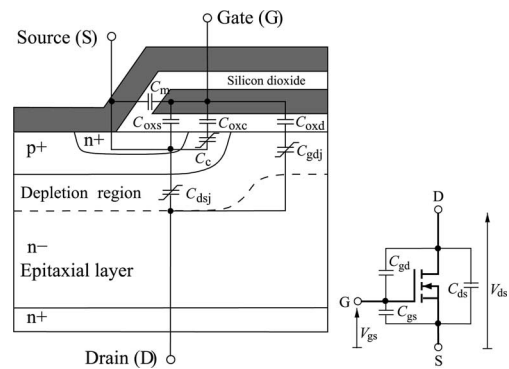 Gate (G)
Source (S)
Silicon dioxide
Cm
Coxs
Coxc
Coxd
n+
p+
Cc
Cgdj
Depletion region
Cdsj
n−
Epitaxial layer
n+
Drain (D)
D
Cgd
Cds
Vds
G
Cgs
Vgs
S